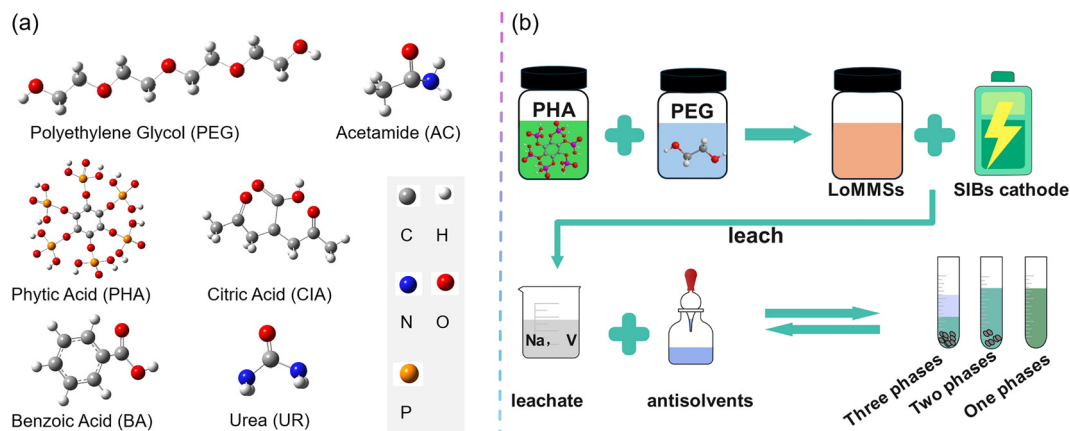 (a)
Polyethylene Glycol (PEG)
Acetamide (AC)
Phytic Acid (PHA)
Citric Acid (CIA)
Benzoic Acid (BA)
Urea (UR)
C H
N O
P
(b)
PHA
PEG
LoMMSs
SIBs cathode
leach
Na, V
leachate
antisolvents
Three phases
Two phases
One phases